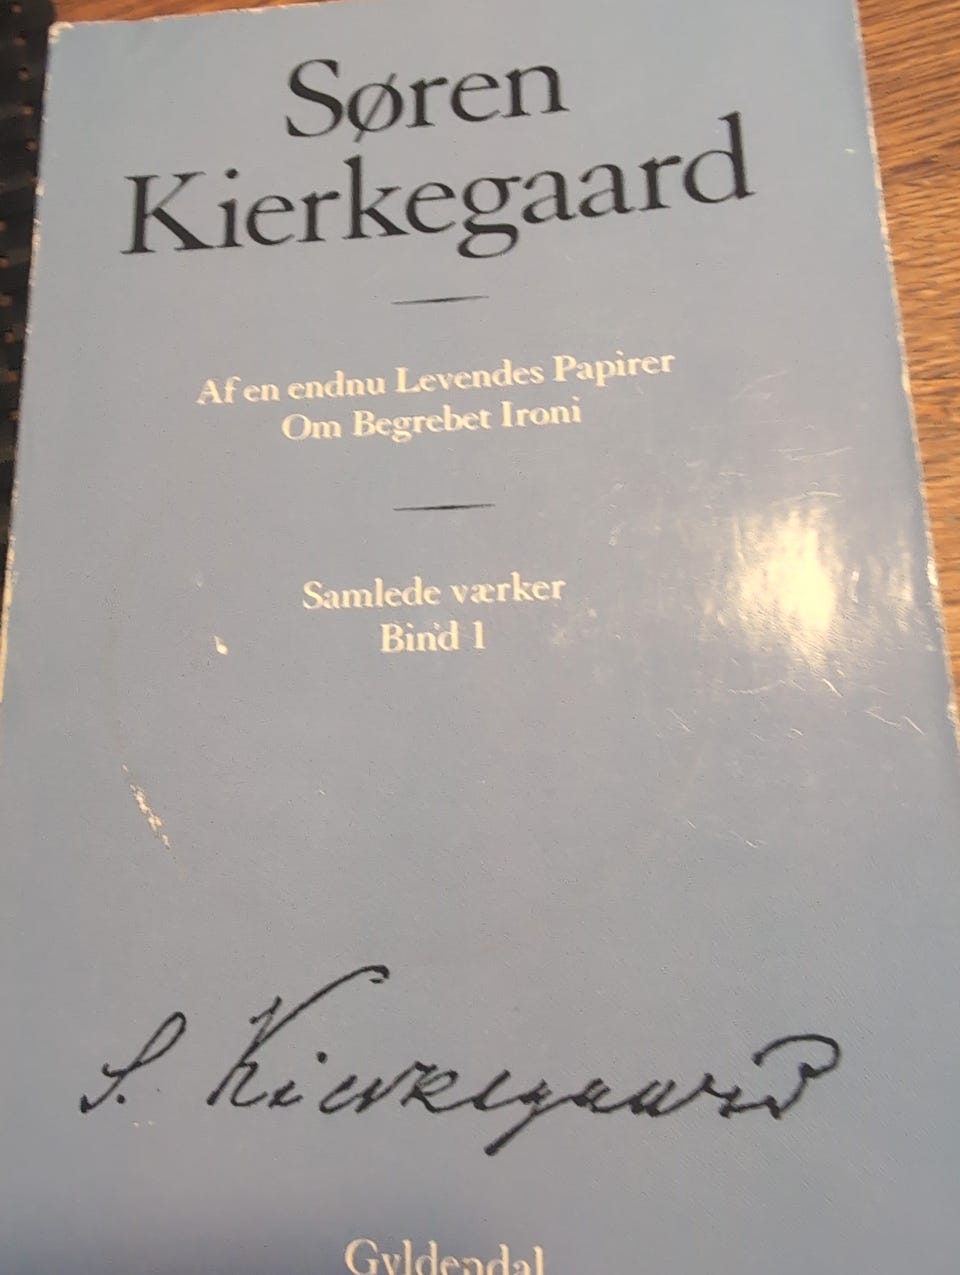 Søren
Kierkegaard
Af en endnu Levendes Papirer
Om Begrebet Ironi
Samlede værker
Bind 1
S. Kierkegaard
Gyldendal